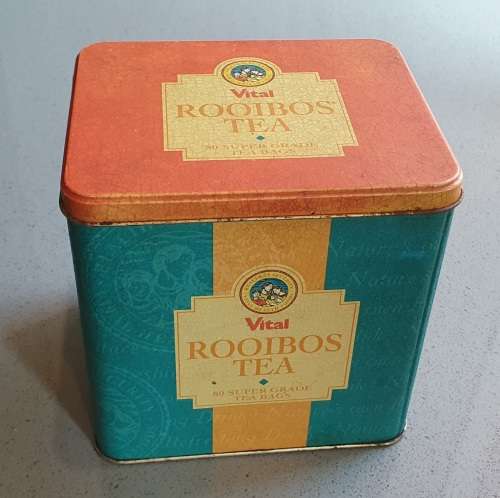 Vital
ROOIBOS
TEA
80 SUPER GRADE
TEA BAGS
Vital
ROOIBOS
TEA
80 SUPER GRADE
TEA BAGS